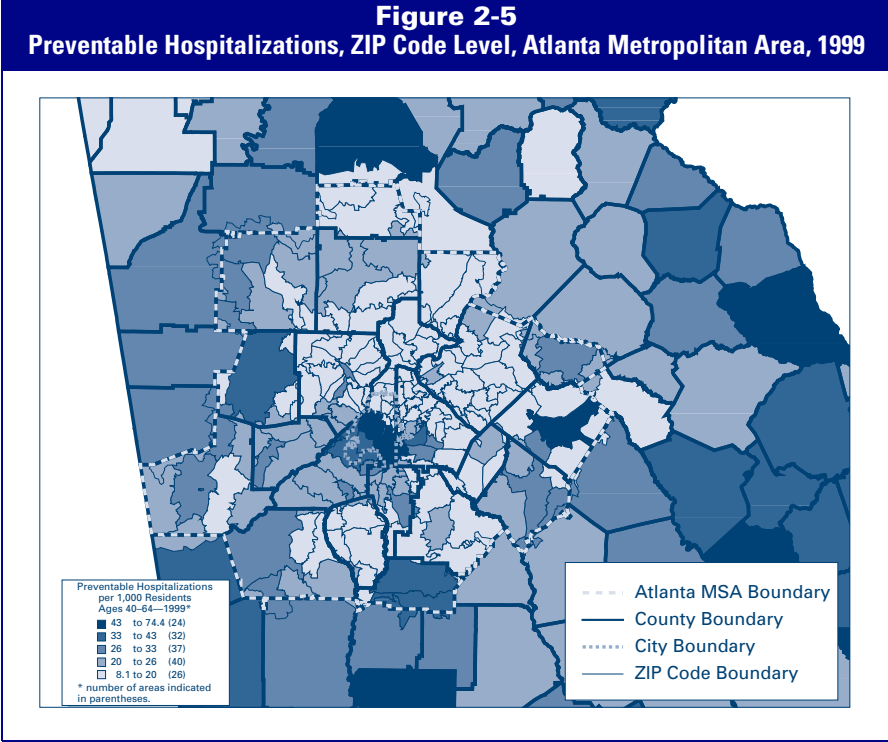 Figure 2-5
Preventable Hospitalizations, ZIP Code Level, Atlanta Metropolitan Area, 1999
Preventable Hospitalizations
per 1,000 Residents
Ages 40–64—1999*
43 to 74.4 (24)
33 to 43 (32)
26 to 33 (37)
20 to 26 (40)
8.1 to 20 (26)
* number of areas indicated
in parentheses.
Atlanta MSA Boundary
County Boundary
City Boundary
ZIP Code Boundary